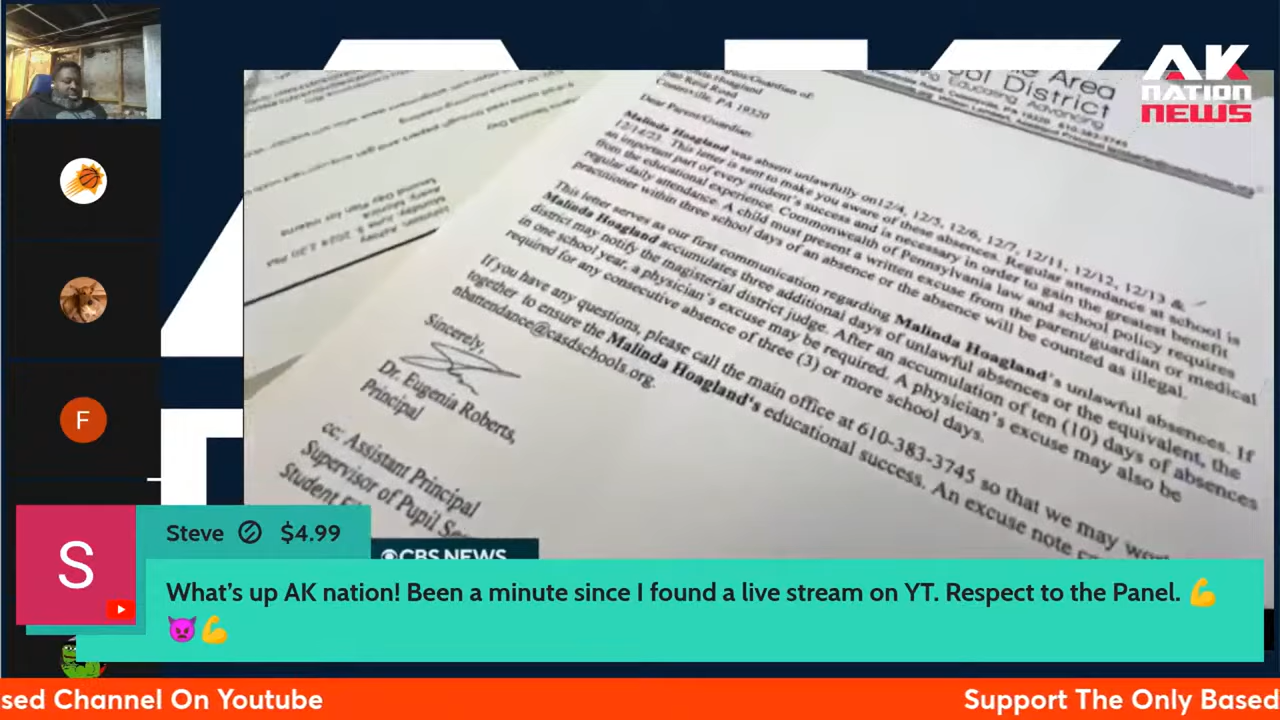 AK
NATION
NEWS
Area
District
Educating, Advancing
Coatesville, PA 19320
Dear Parent/Guardian:
Malinda Hoagland was absent unlawfully on12/4, 12/5, 12/6, 12/7, 12/11, 12/12, 12/13 &
12/14/23. This letter is sent to make you aware of these absences. Regular attendance at school is
an important part of every student's success and is necessary in order to gain the greatest benefit
from the educational experience. Commonwealth of Pennsylvania law and school policy requires
regular daily attendance. A child must present a written excuse from the parent/guardian or medical
practitioner within three school days of an absence or the absence will be counted as illegal.
This letter serves as our first communication regarding Malinda Hoagland's unlawful absences. If
Malinda Hoagland accumulates three additional days of unlawful absences or the equivalent, the
district may notify the magisterial district judge. After an accumulation of ten (10) days of absences
in one school year, a physician's excuse may be required. A physician's excuse may also be
required for any consecutive absence of three (3) or more school days.
If you have any questions, please call the main office at 610-383-3745 so that we may work
together to ensure the Malinda Hoagland's educational success. An excuse note
nbattendance@casdschools.org.
Sincerely,
Dr. Eugenia Roberts,
Principal
cc: Assistant Principal
Supervisor of Pupil
Student
CBS NEWS
F
S
Steve $4.99
What's up AK nation! Been a minute since I found a live stream on YT. Respect to the Panel. 💪
👿💪
sed Channel On Youtube Support The Only Based